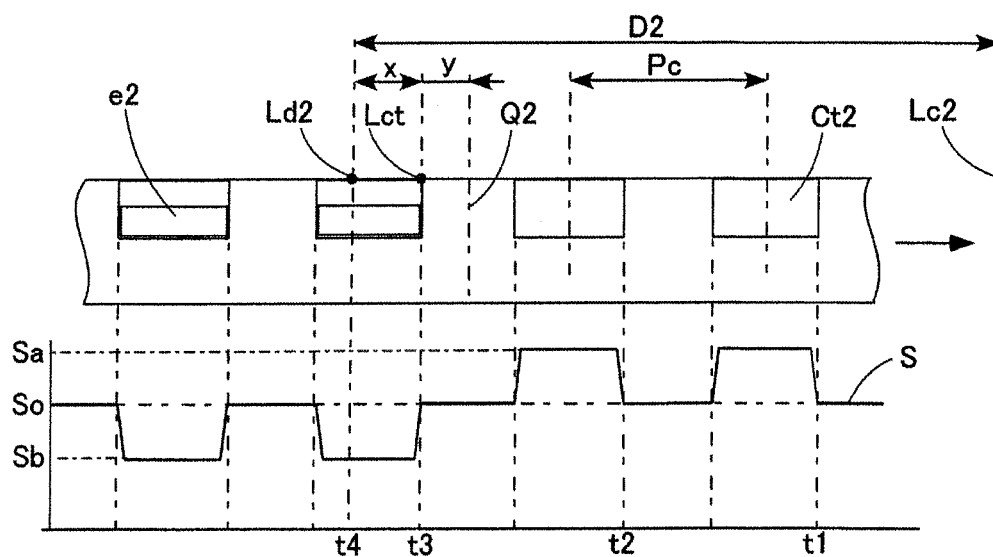 D2
x y Pc
e2 Ld2 Lct Q2 Ct2 Lc2
Sa
So
Sb
S
t4 t3 t2 t1